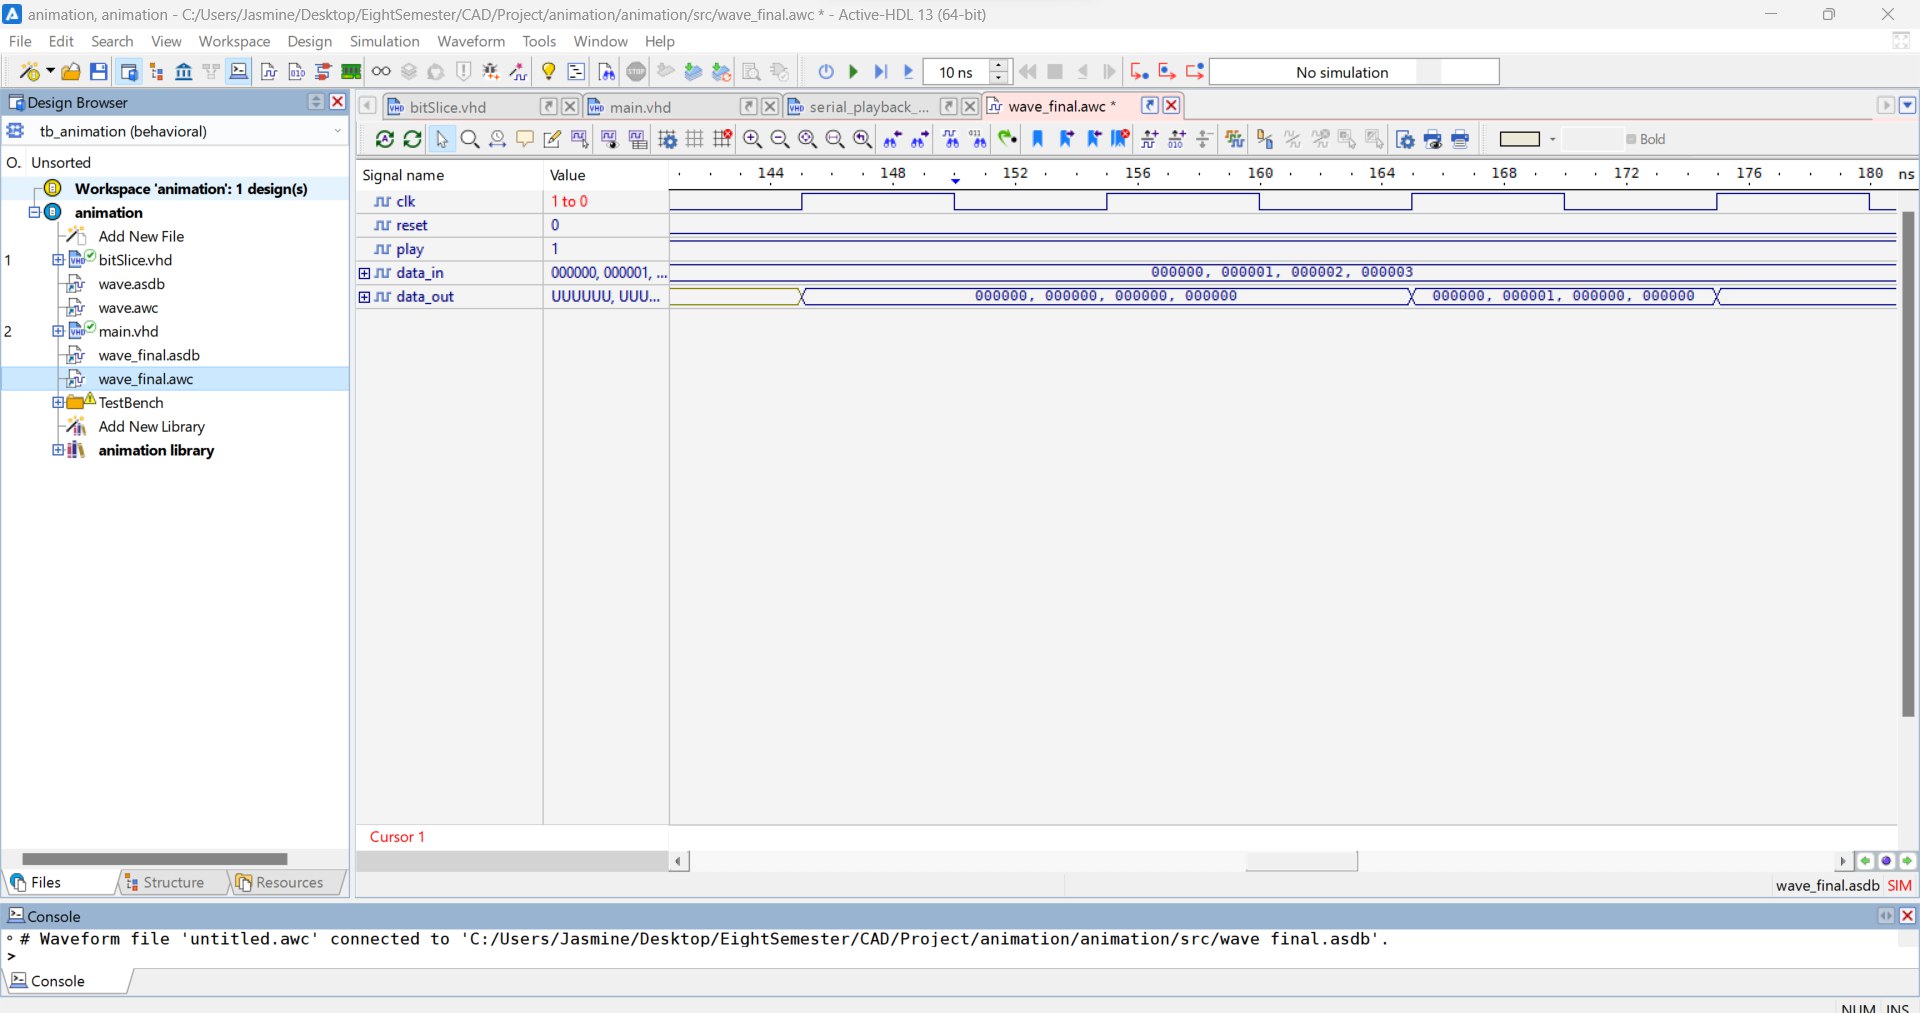 animation, animation - C:/Users/Jasmine/Desktop/EightSemester/CAD/Project/animation/animation/src/wave_final.awc * - Active-HDL 13 (64-bit)
File Edit Search View Workspace Design Simulation Waveform Tools Window Help
10 ns
No simulation
Design Browser
tb_animation (behavioral)
O. Unsorted
Workspace 'animation': 1 design(s)
animation
Add New File
1 bitSlice.vhd
wave.asdb
wave.awc
2 main.vhd
wave_final.asdb
wave_final.awc
TestBench
Add New Library
animation library
Files Structure Resources
bitSlice.vhd main.vhd serial_playback_... wave_final.awc *
Bold
Signal name Value 144 148 152 156 160 164 168 172 176 180 ns
clk 1 to 0
reset 0
play 1
data_in 000000, 000001, ... 000000, 000001, 000002, 000003
data_out UUUUUU, UUU... 000000, 000000, 000000, 000000 000000, 000001, 000000, 000000
Cursor 1
wave_final.asdb SIM
Console
° # Waveform file 'untitled.awc' connected to 'C:/Users/Jasmine/Desktop/EightSemester/CAD/Project/animation/animation/src/wave final.asdb'.
>
Console
NUM INS